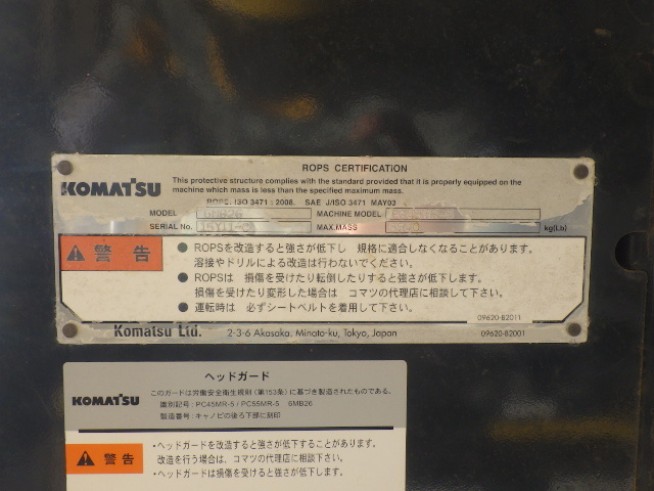 ROPS CERTIFICATION
KOMATSU
This protective structure complies with the standard provided that it is properly equipped on the
machine which mass is less than the specified maximum mass.
ROPS. ISO 3471 : 2008. SAE J/ISO 3471 MAY03
MODEL 6MB26 MACHINE MODEL
SERIAL No. MAX.MASS kg(Lb)
警告
● ROPSを改造すると強さが低下し 規格に適合しなくなることがあります。
溶接やドリルによる改造は行わないでください。
● ROPSは 損傷を受けたり転倒したりすると強さが低下します。
損傷を受けたり変形した場合は コマツの代理店に相談して下さい。
● 運転時は 必ずシートベルトを着用して下さい。
09620-B2011
Komatsu Ltd. 2-3-6 Akasaka, Minato-ku, Tokyo, Japan 09620-B2001
ヘッドガード
KOMATSU
このガードは労働安全衛生規則(第153条)に基づき製造されたものである。
識別記号:PC45MR-5 / PC55MR-5 6MB26
製造番号:キャノピの後ろ下部に刻印
警告
・ヘッドガードを改造すると強さが低下することがあります。
改造を行う場合は、コマツの代理店に相談して下さい。
・ヘッドガードは損傷を受けると強さが低下します。